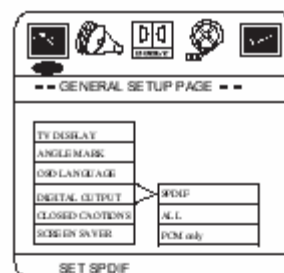 -- GENERAL SETUP PAGE --
TV DISPLAY
ANGLE MARK
OSD LANGUAGE
DIGITAL OUTPUT
CLOSED CAOTIONS
SCREEN SAVER
SPDIF
ALL
PCM only
SET SPDIF